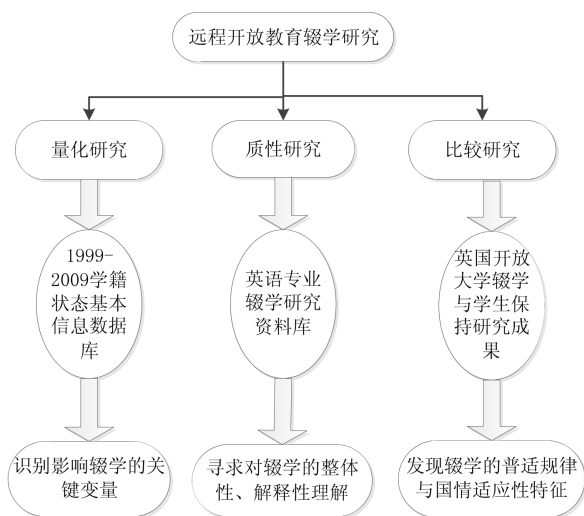 远程开放教育辍学研究
量化研究
质性研究
比较研究
1999-
2009学籍
状态基本
信息数据
库
英语专业
辍学研究
资料库
英国开放
大学辍学
与学生保
持研究成
果
识别影响辍学的关
键变量
寻求对辍学的整体
性、解释性理解
发现辍学的普适规律
与国情适应性特征